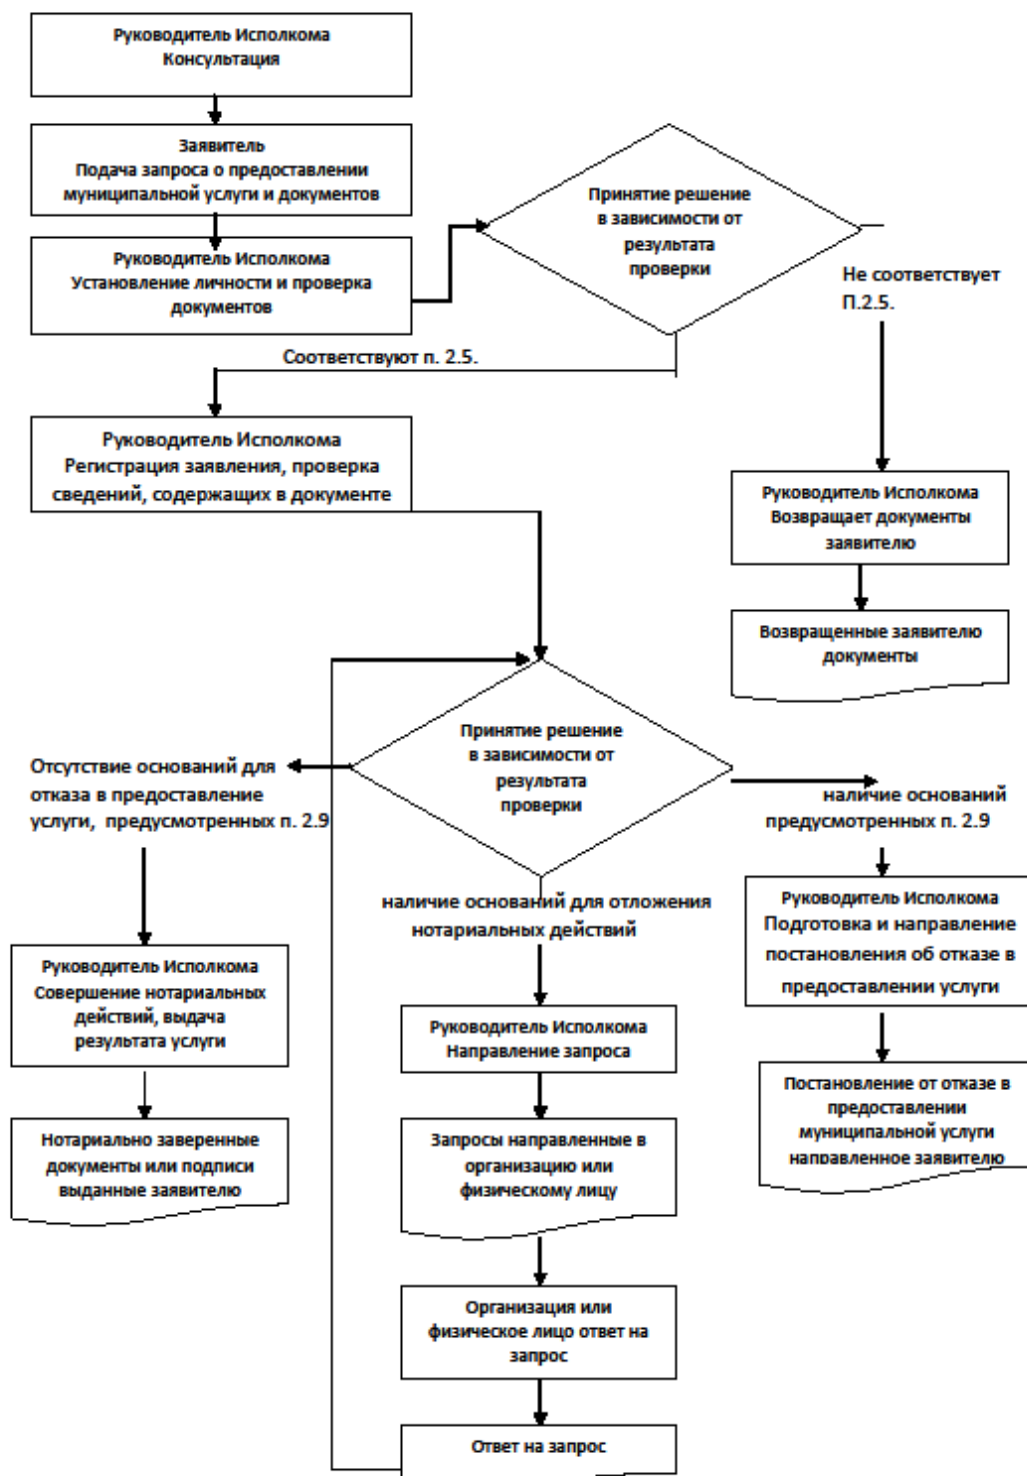 Руководитель Исполкома
Консультация
Заявитель
Подача запроса о предоставлении
муниципальной услуги и документов
Руководитель Исполкома
Установление личности и проверка
документов
Принятие решение
в зависимости от
результата
проверки
Не соответствует
П.2.5.
Соответствуют п. 2.5.
Руководитель Исполкома
Регистрация заявления, проверка
сведений, содержащих в документе
Руководитель Исполкома
Возвращает документы
заявителю
Возвращенные заявителю
документы
Принятие решение
в зависимости от
результата
проверки
Отсутствие оснований для
отказа в предоставление
услуги, предусмотренных п. 2.9
наличие оснований
предусмотренных п. 2.9
наличие оснований для отложения
нотариальных действий
Руководитель Исполкома
Подготовка и направление
постановления об отказе в
предоставлении услуги
Руководитель Исполкома
Совершение нотариальных
действий, выдача
результата услуги
Руководитель Исполкома
Направление запроса
Постановление от отказе в
предоставлении
муниципальной услуги
направленное заявителю
Нотариально заверенные
документы или подписи
выданные заявителю
Запросы направленные в
организацию или
физическому лицу
Организация или
физическое лицо ответ на
запрос
Ответ на запрос